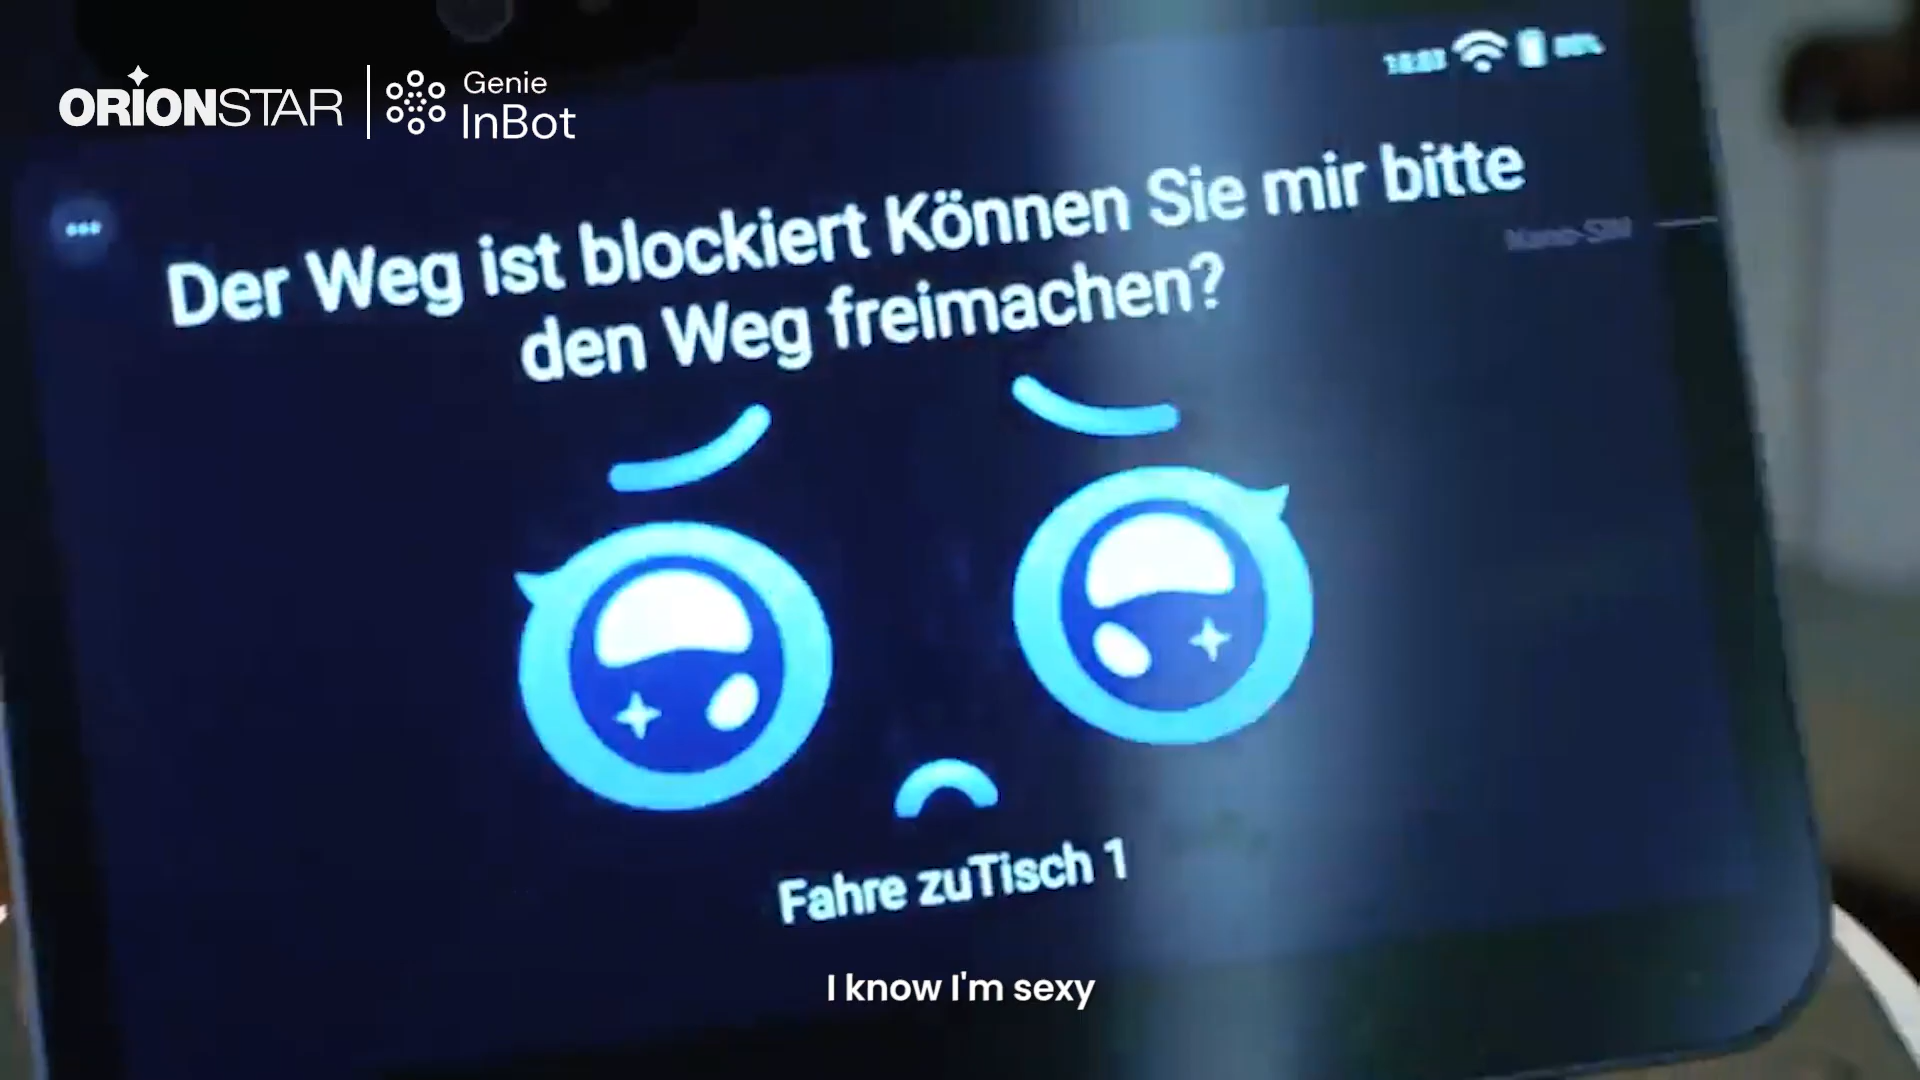 ORIONSTAR
Genie
InBot
Der Weg ist blockiert Können Sie mir bitte
den Weg freimachen?
Fahre zuTisch 1
I know I'm sexy